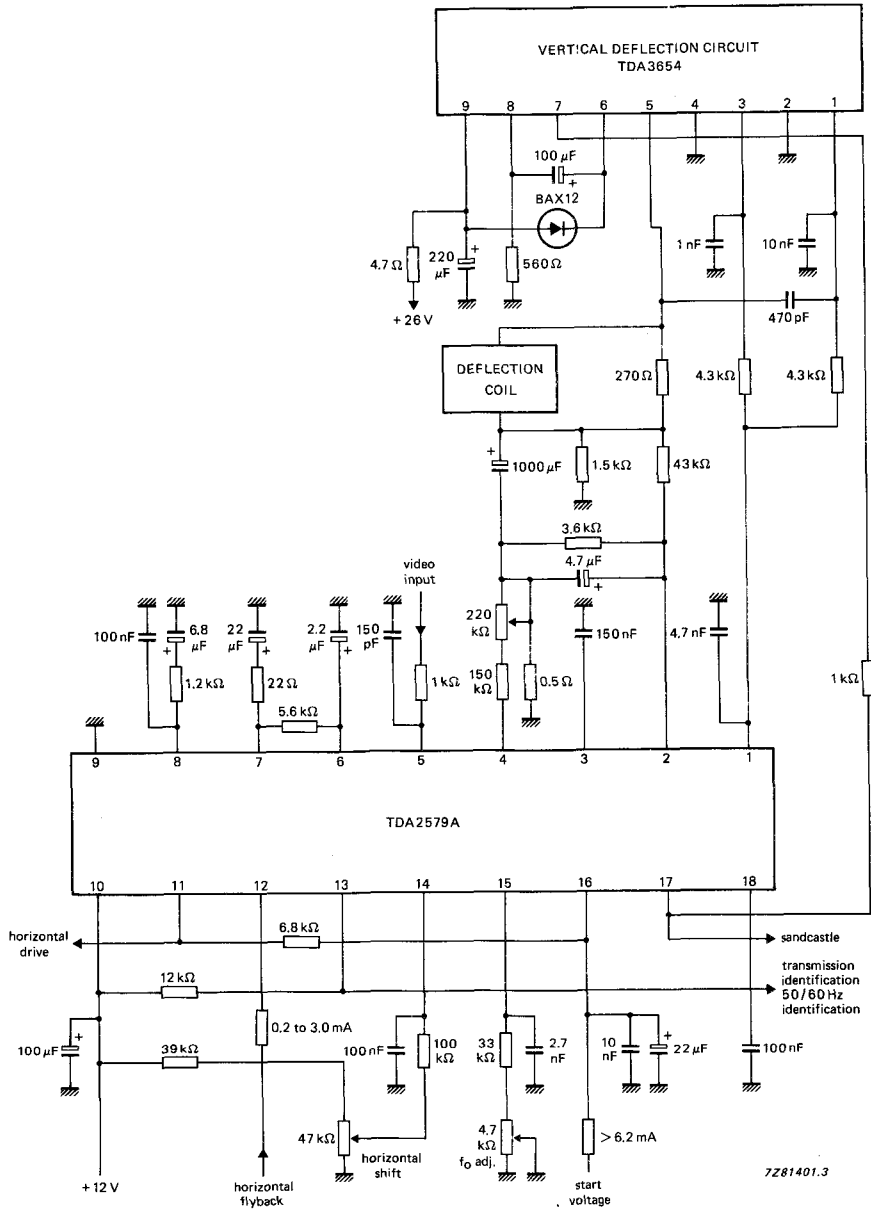 VERTICAL DEFLECTION CIRCUIT
TDA3654
9 8 7 6 5 4 3 2 1
100 µF
+
BAX12
4.7 Ω
220
µF
+
560 Ω
+ 26 V
1 nF
10 nF
470 pF
DEFLECTION
COIL
270 Ω
4.3 kΩ
4.3 kΩ
+
1000 µF
1.5 kΩ
43 kΩ
3.6 kΩ
4.7 µF
+
video
input
100 nF
6.8
µF
+
22
µF
+
2.2
µF
+
150
pF
220
kΩ
150 nF
4.7 nF
1.2 kΩ
22 Ω
1 kΩ
150
kΩ
0.5 Ω
1 kΩ
5.6 kΩ
9 8 7 6 5 4 3 2 1
TDA2579A
10 11 12 13 14 15 16 17 18
horizontal
drive
6.8 kΩ
sandcastle
12 kΩ
transmission
identification
50/60 Hz
identification
100 µF
+
39 kΩ
0.2 to 3.0 mA
100 nF
100
kΩ
33
kΩ
2.7
nF
10
nF
22 µF
+
100 nF
47 kΩ
horizontal
shift
4.7
kΩ
fo adj.
> 6.2 mA
+ 12 V
horizontal
flyback
start
voltage
7Z81401.3